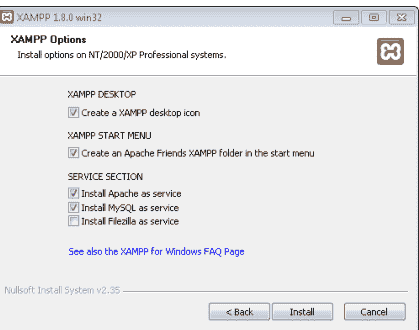 XAMPP 1.8.0 win32
XAMPP Options
Install options on NT/2000/XP Professional systems.
XAMPP DESKTOP
Create a XAMPP desktop icon
XAMPP START MENU
Create an Apache Friends XAMPP folder in the start menu
SERVICE SECTION
Install Apache as service
Install MySQL as service
Install Filezilla as service
See also the XAMPP for Windows FAQ Page
Nullsoft Install System v2.35
< Back Install Cancel